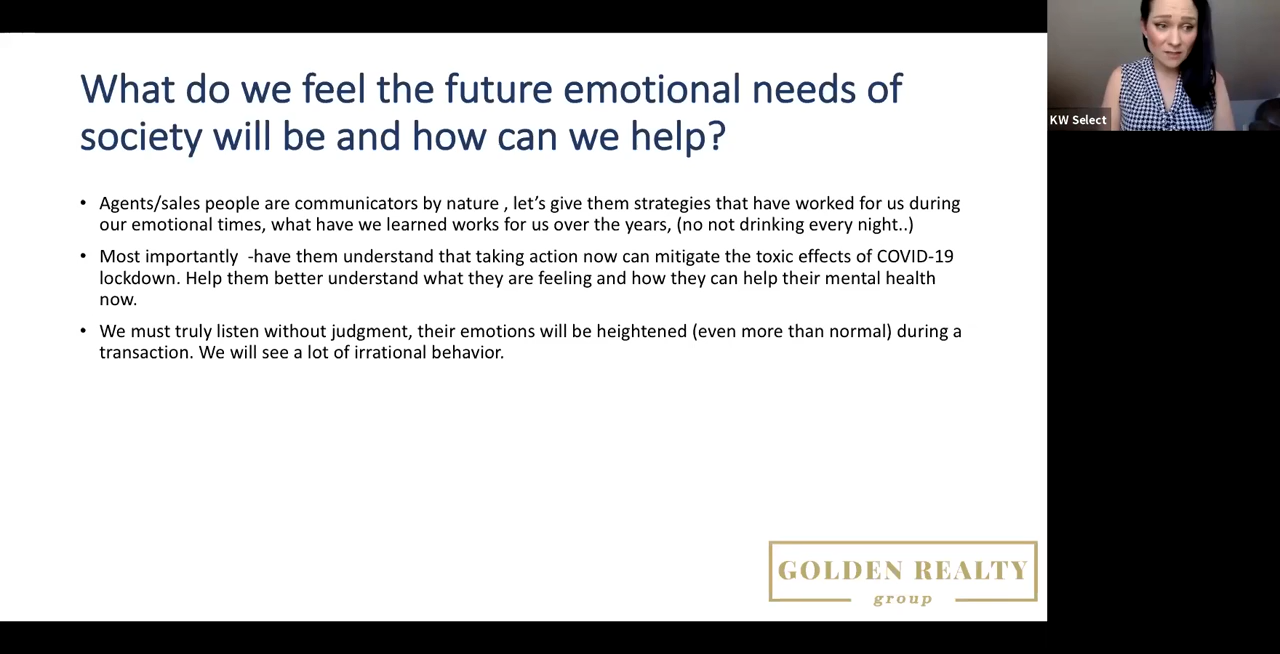 What do we feel the future emotional needs of
society will be and how can we help?
• Agents/sales people are communicators by nature , let’s give them strategies that have worked for us during
our emotional times, what have we learned works for us over the years, (no not drinking every night..)
• Most importantly  -have them understand that taking action now can mitigate the toxic effects of COVID-19
lockdown. Help them better understand what they are feeling and how they can help their mental health
now.
• We must truly listen without judgment, their emotions will be heightened (even more than normal) during a
transaction. We will see a lot of irrational behavior.
KW Select
GOLDEN REALTY
group